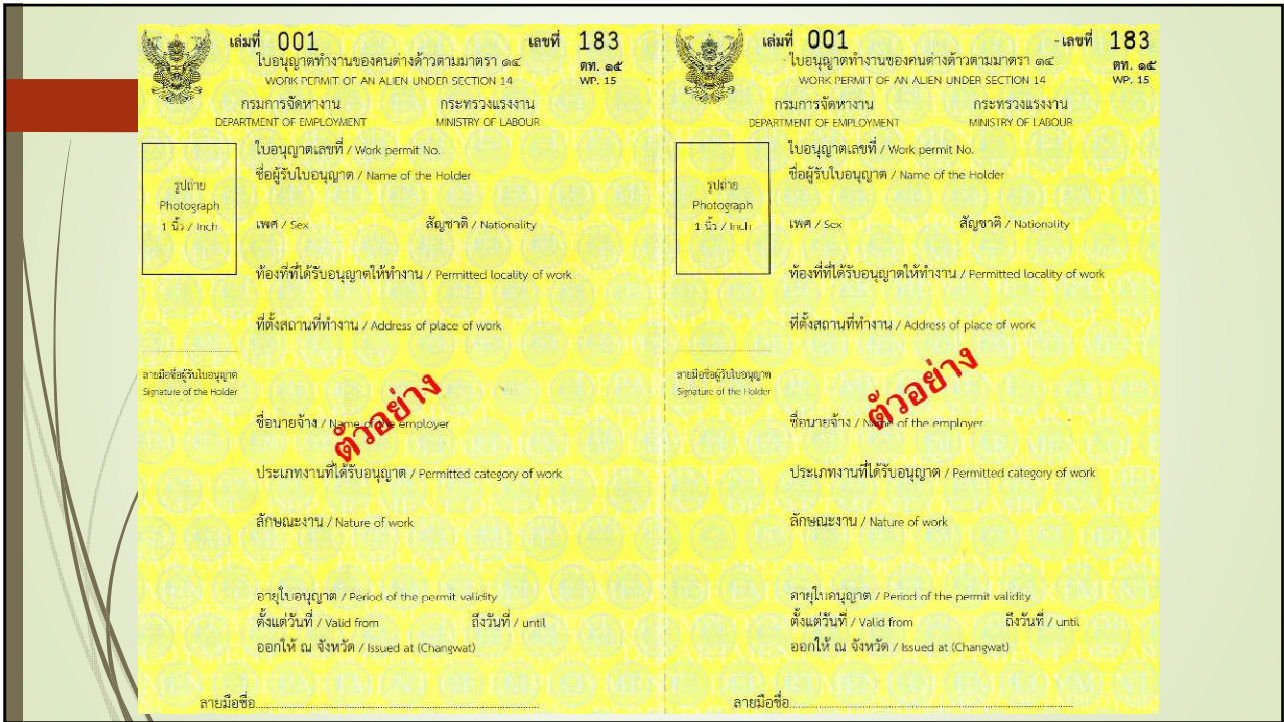 เล่มที่ 001 เลขที่ 183
ใบอนุญาตทำงานของคนต่างด้าวตามมาตรา ๑๔ ตท. ๑๕
WORK PERMIT OF AN ALIEN UNDER SECTION 14 WP. 15
กรมการจัดหางาน กระทรวงแรงงาน
DEPARTMENT OF EMPLOYMENT MINISTRY OF LABOUR
ใบอนุญาตเลขที่ / Work permit No.
ชื่อผู้รับใบอนุญาต / Name of the Holder
รูปถ่าย
Photograph
1 นิ้ว / Inch
เพศ / Sex สัญชาติ / Nationality
ท้องที่ที่ได้รับอนุญาตให้ทำงาน / Permitted locality of work
ที่ตั้งสถานที่ทำงาน / Address of place of work
ลายมือชื่อผู้รับใบอนุญาต
Signature of the Holder
ตัวอย่าง
ชื่อนายจ้าง / Name of the employer
ประเภทงานที่ได้รับอนุญาต / Permitted category of work
ลักษณะงาน / Nature of work
อายุใบอนุญาต / Period of the permit validity
ตั้งแต่วันที่ / Valid from ถึงวันที่ / until
ออกให้ ณ จังหวัด / Issued at (Changwat)
ลายมือชื่อ
เล่มที่ 001 - เลขที่ 183
ใบอนุญาตทำงานของคนต่างด้าวตามมาตรา ๑๔ ตท. ๑๕
WORK PERMIT OF AN ALIEN UNDER SECTION 14 WP. 15
กรมการจัดหางาน กระทรวงแรงงาน
DEPARTMENT OF EMPLOYMENT MINISTRY OF LABOUR
ใบอนุญาตเลขที่ / Work permit No.
ชื่อผู้รับใบอนุญาต / Name of the Holder
รูปถ่าย
Photograph
1 นิ้ว / Inch
เพศ / Sex สัญชาติ / Nationality
ท้องที่ที่ได้รับอนุญาตให้ทำงาน / Permitted locality of work
ที่ตั้งสถานที่ทำงาน / Address of place of work
ลายมือชื่อผู้รับใบอนุญาต
Signature of the Holder
ตัวอย่าง
ชื่อนายจ้าง / Name of the employer
ประเภทงานที่ได้รับอนุญาต / Permitted category of work
ลักษณะงาน / Nature of work
อายุใบอนุญาต / Period of the permit validity
ตั้งแต่วันที่ / Valid from ถึงวันที่ / until
ออกให้ ณ จังหวัด / Issued at (Changwat)
ลายมือชื่อ